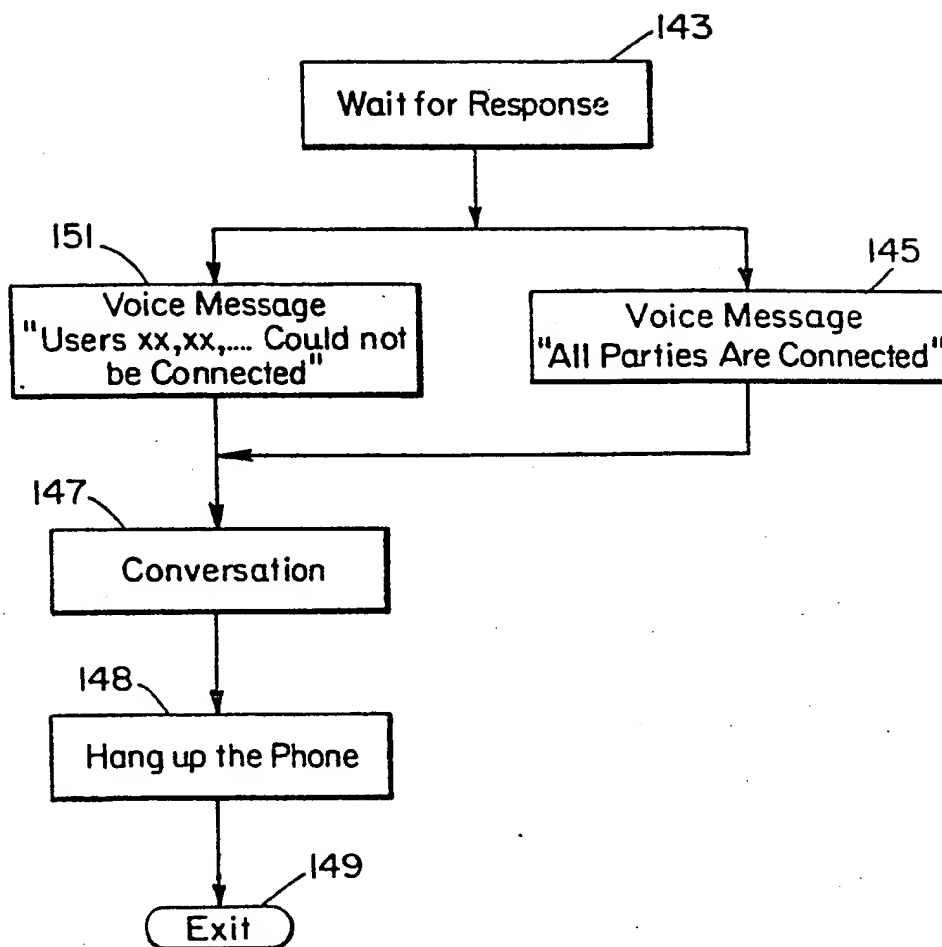 143
Wait for Response
151
Voice Message
"Users xx,xx,.... Could not
be Connected"
145
Voice Message
"All Parties Are Connected"
147
Conversation
148
Hang up the Phone
149
Exit